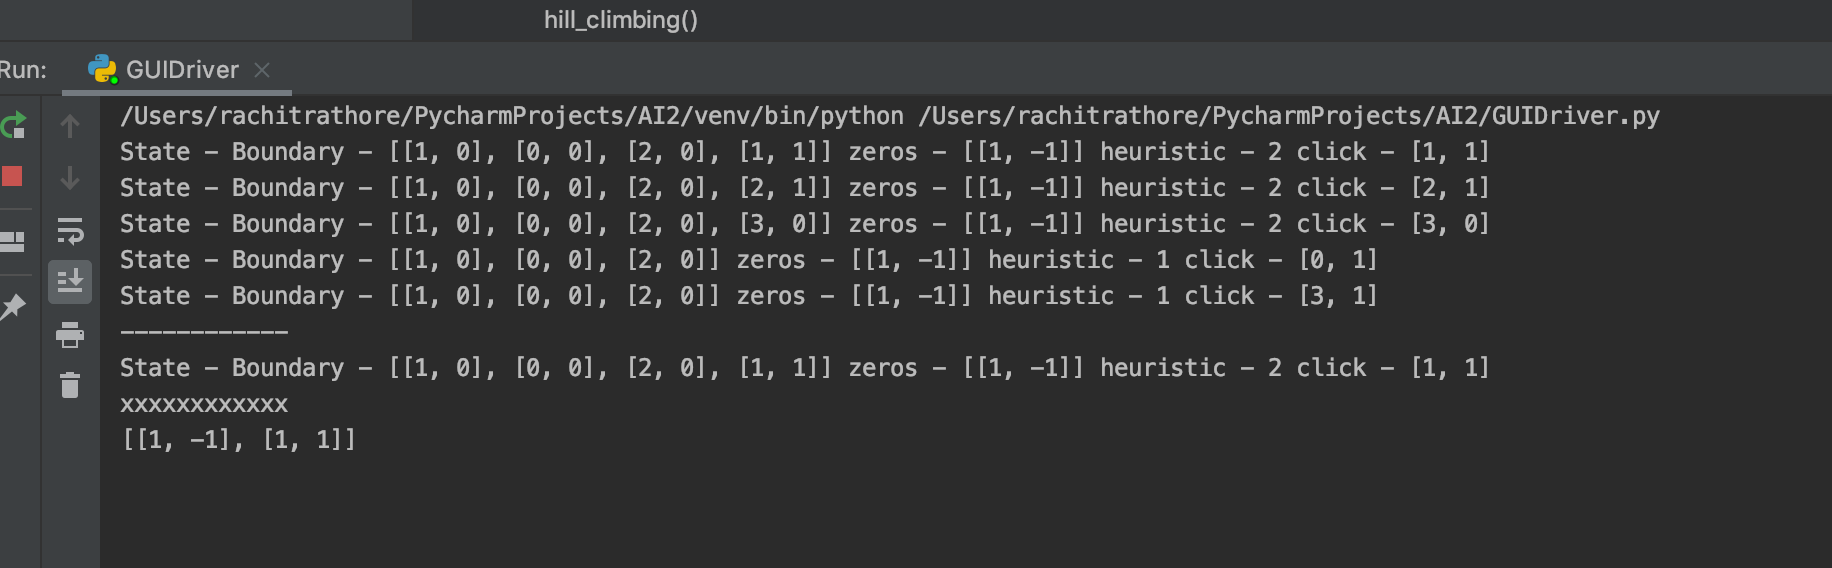 hill_climbing()
Run: GUIDriver
/Users/rachitrathore/PycharmProjects/AI2/venv/bin/python /Users/rachitrathore/PycharmProjects/AI2/GUIDriver.py
State - Boundary - [[1, 0], [0, 0], [2, 0], [1, 1]] zeros - [[1, -1]] heuristic - 2 click - [1, 1]
State - Boundary - [[1, 0], [0, 0], [2, 0], [2, 1]] zeros - [[1, -1]] heuristic - 2 click - [2, 1]
State - Boundary - [[1, 0], [0, 0], [2, 0], [3, 0]] zeros - [[1, -1]] heuristic - 2 click - [3, 0]
State - Boundary - [[1, 0], [0, 0], [2, 0]] zeros - [[1, -1]] heuristic - 1 click - [0, 1]
State - Boundary - [[1, 0], [0, 0], [2, 0]] zeros - [[1, -1]] heuristic - 1 click - [3, 1]
------------
State - Boundary - [[1, 0], [0, 0], [2, 0], [1, 1]] zeros - [[1, -1]] heuristic - 2 click - [1, 1]
xxxxxxxxxxxx
[[1, -1], [1, 1]]